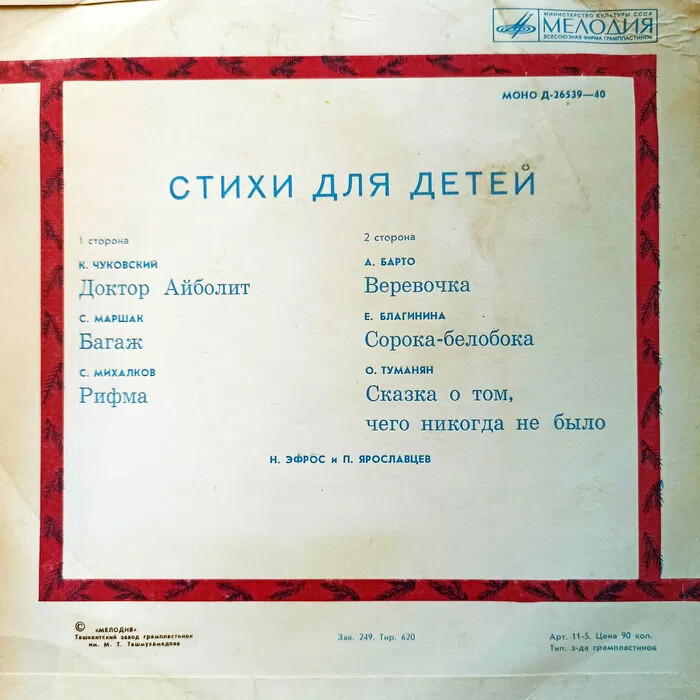 МИНИСТЕРСТВО КУЛЬТУРЫ СССР
МЕЛОДИЯ
ВСЕСОЮЗНАЯ ФИРМА ГРАМПЛАСТИНОК
МОНО Д-26539—40
СТИХИ ДЛЯ ДЕТЕЙ
1 сторона
К. ЧУКОВСКИЙ
Доктор Айболит
С. МАРШАК
Багаж
С. МИХАЛКОВ
Рифма
2 сторона
А. БАРТО
Веревочка
Е. БЛАГИНИНА
Сорока-белобока
О. ТУМАНЯН
Сказка о том,
чего никогда не было
Н. ЭФРОС и П. ЯРОСЛАВЦЕВ
© «МЕЛОДИЯ»
Ташкентский завод грампластинок
им. М. Т. Ташмухамедова
Зак. 249. Тир. 620
Арт. 11-5. Цена 90 коп.
Тип. з-да грампластинок